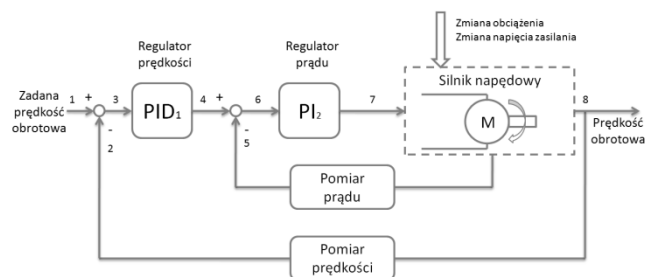 Zmiana obciążenia
Zmiana napięcia zasilania
Regulator
prędkości
Regulator
prądu
Silnik napędowy
Zadana
prędkość
obrotowa
1
+
3
PID1
4
+
6
PI2
7
M
8
Prędkość
obrotowa
-
2
-
5
Pomiar
prądu
Pomiar
prędkości